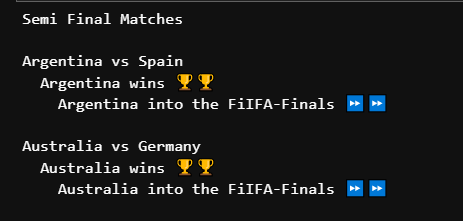 Semi Final Matches
Argentina vs Spain
Argentina wins 🏆🏆
Argentina into the FiIFA-Finals ⏩⏩
Australia vs Germany
Australia wins 🏆🏆
Australia into the FiIFA-Finals ⏩⏩